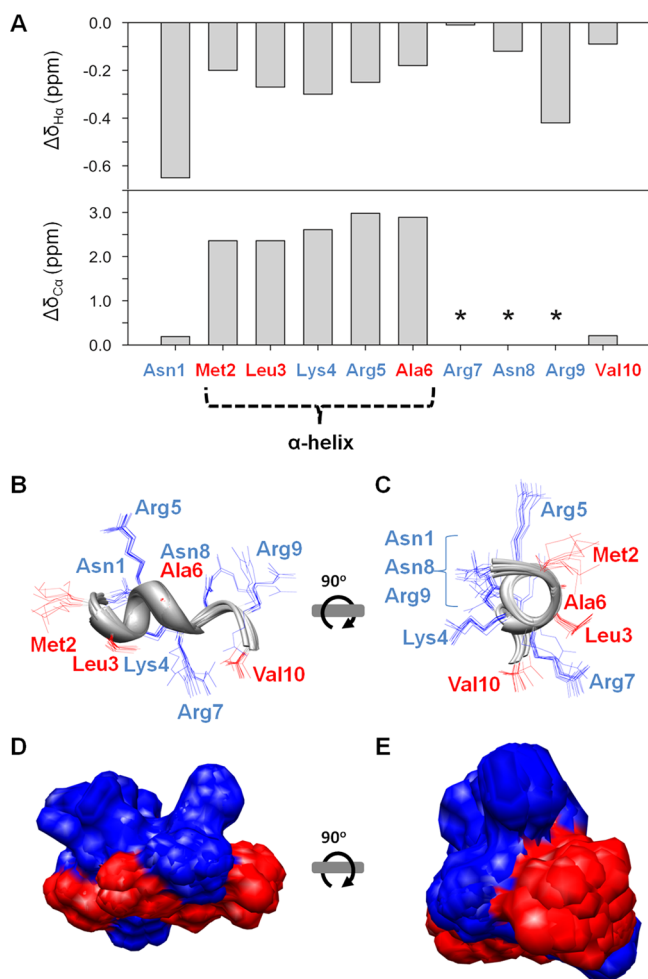 A
ΔδHα (ppm)
0.0
-0.2
-0.4
-0.6
ΔδCα (ppm)
3.0
2.0
1.0
0.0
* * *
Asn1 Met2 Leu3 Lys4 Arg5 Ala6 Arg7 Asn8 Arg9 Val10
α-helix
B
Arg5
Asn1
Asn8
Ala6
Arg9
Met2
Leu3
Lys4
Val10
Arg7
90º
C
Arg5
Asn1
Asn8
Arg9
Met2
Ala6
Leu3
Lys4
Val10
Arg7
D
90º
E